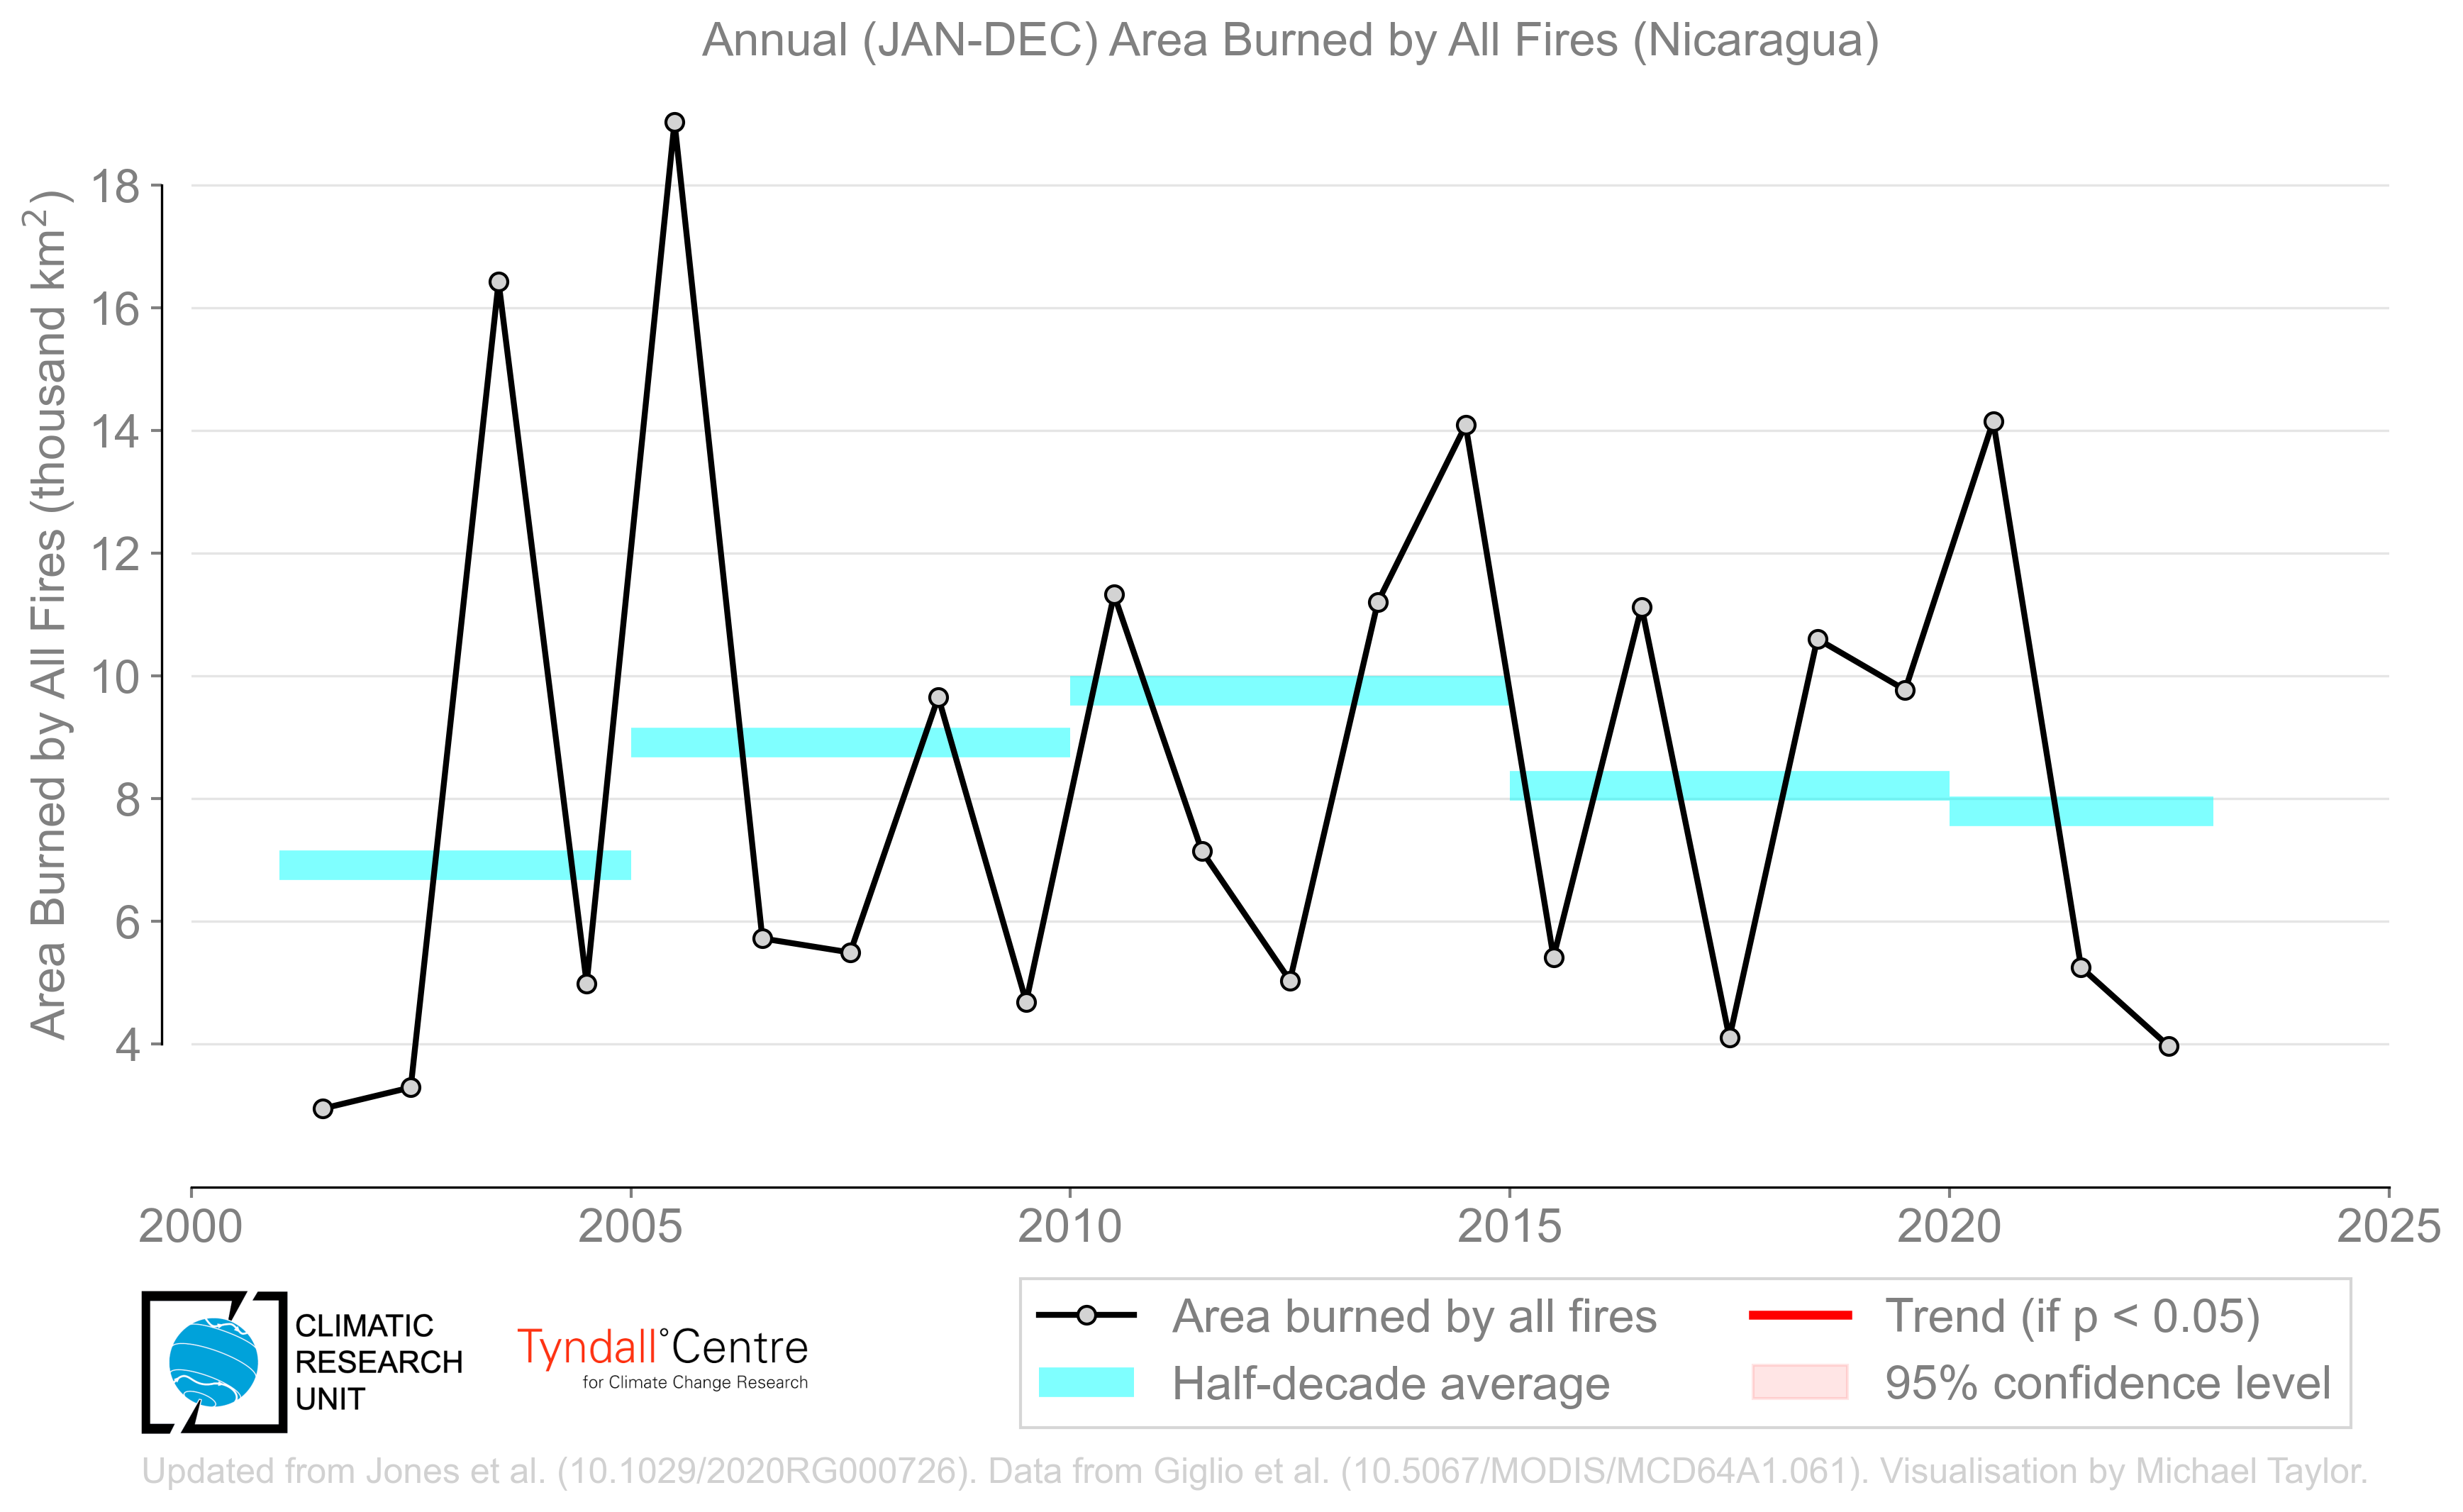 Annual (JAN-DEC) Area Burned by All Fires (Nicaragua)
Area Burned by All Fires (thousand km²)
18
16
14
12
10
8
6
4
2000 2005 2010 2015 2020 2025
CLIMATIC
RESEARCH
UNIT
Tyndall°Centre
for Climate Change Research
Area burned by all fires
Half-decade average
Trend (if p < 0.05)
95% confidence level
Updated from Jones et al. (10.1029/2020RG000726). Data from Giglio et al. (10.5067/MODIS/MCD64A1.061). Visualisation by Michael Taylor.